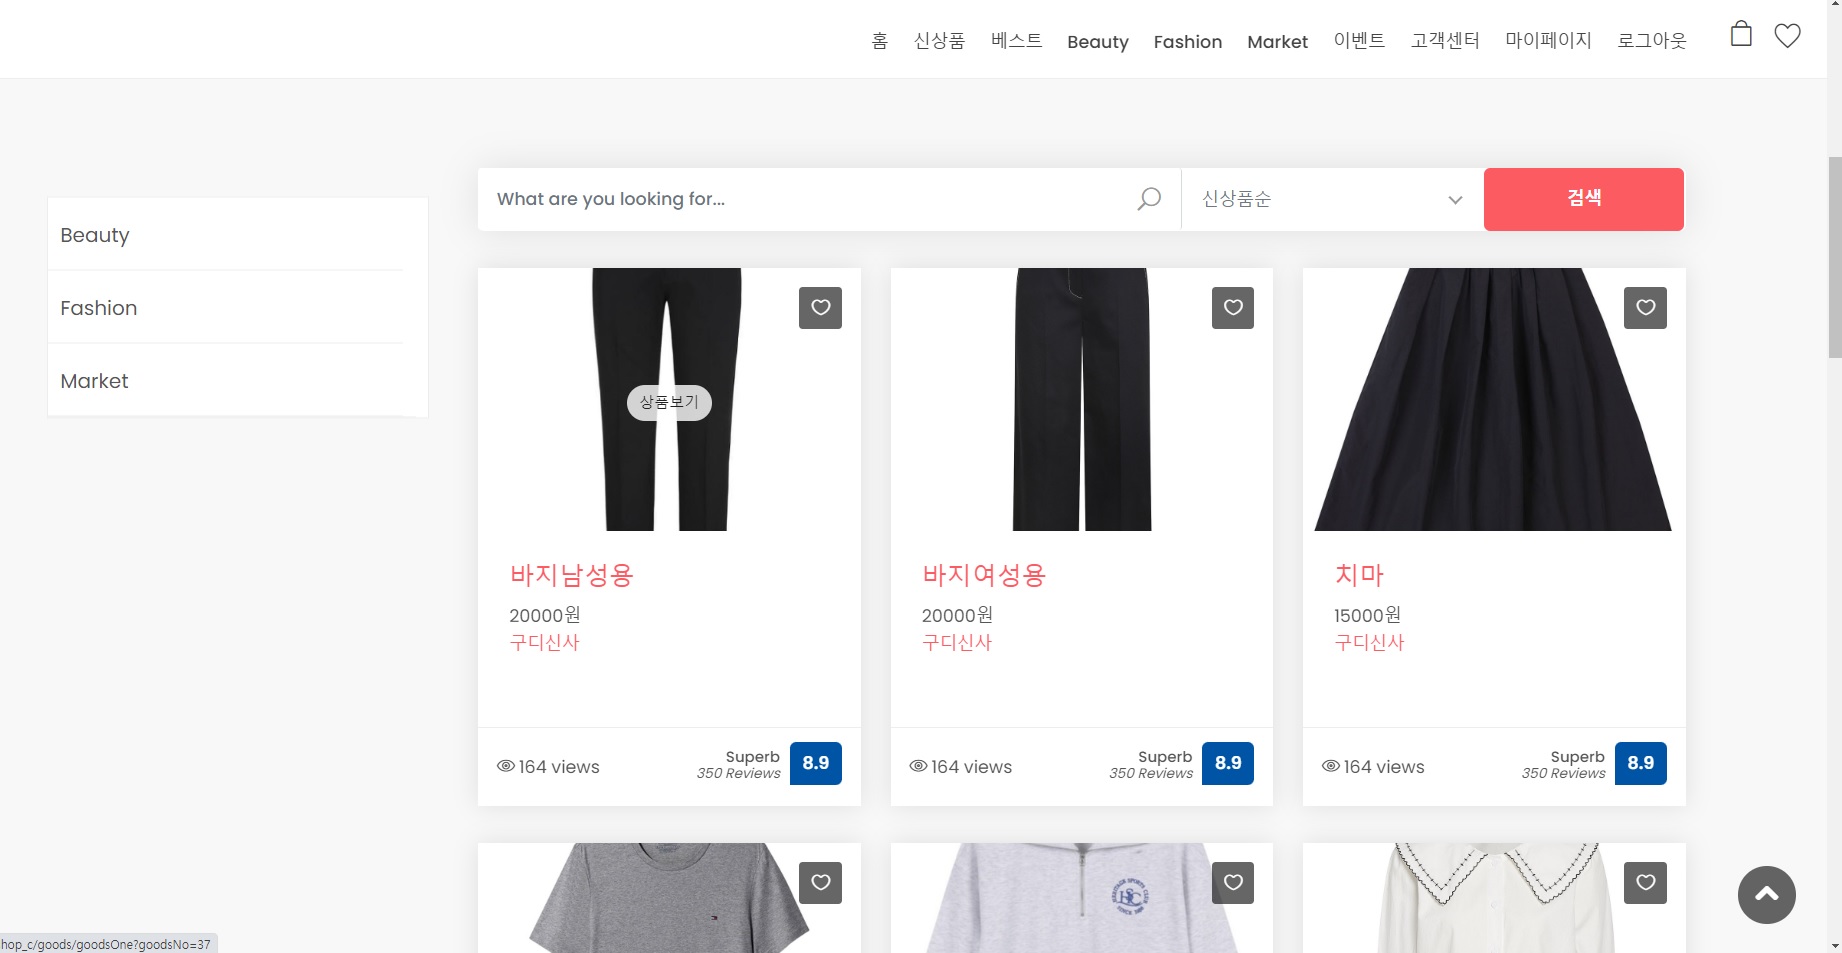 홈 신상품 베스트 Beauty Fashion Market 이벤트 고객센터 마이페이지 로그아웃
What are you looking for... 신상품순 검색
Beauty
Fashion
Market
상품보기
바지남성용
20000원
구디신사
164 views
Superb
350 Reviews
8.9
바지여성용
20000원
구디신사
164 views
Superb
350 Reviews
8.9
치마
15000원
구디신사
164 views
Superb
350 Reviews
8.9
hop_c/goods/goodsOne?goodsNo=37